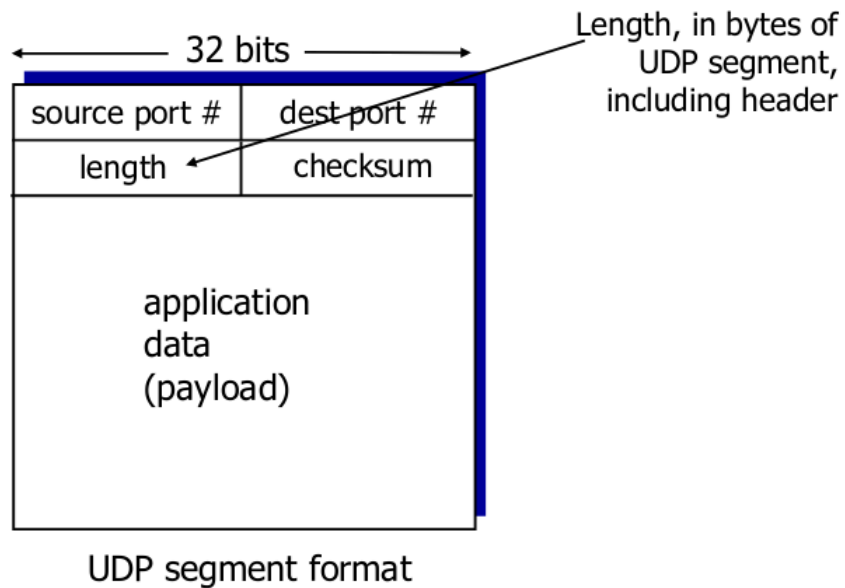 32 bits
Length, in bytes of
UDP segment,
including header
source port #
dest port #
length
checksum
application
data
(payload)
UDP segment format